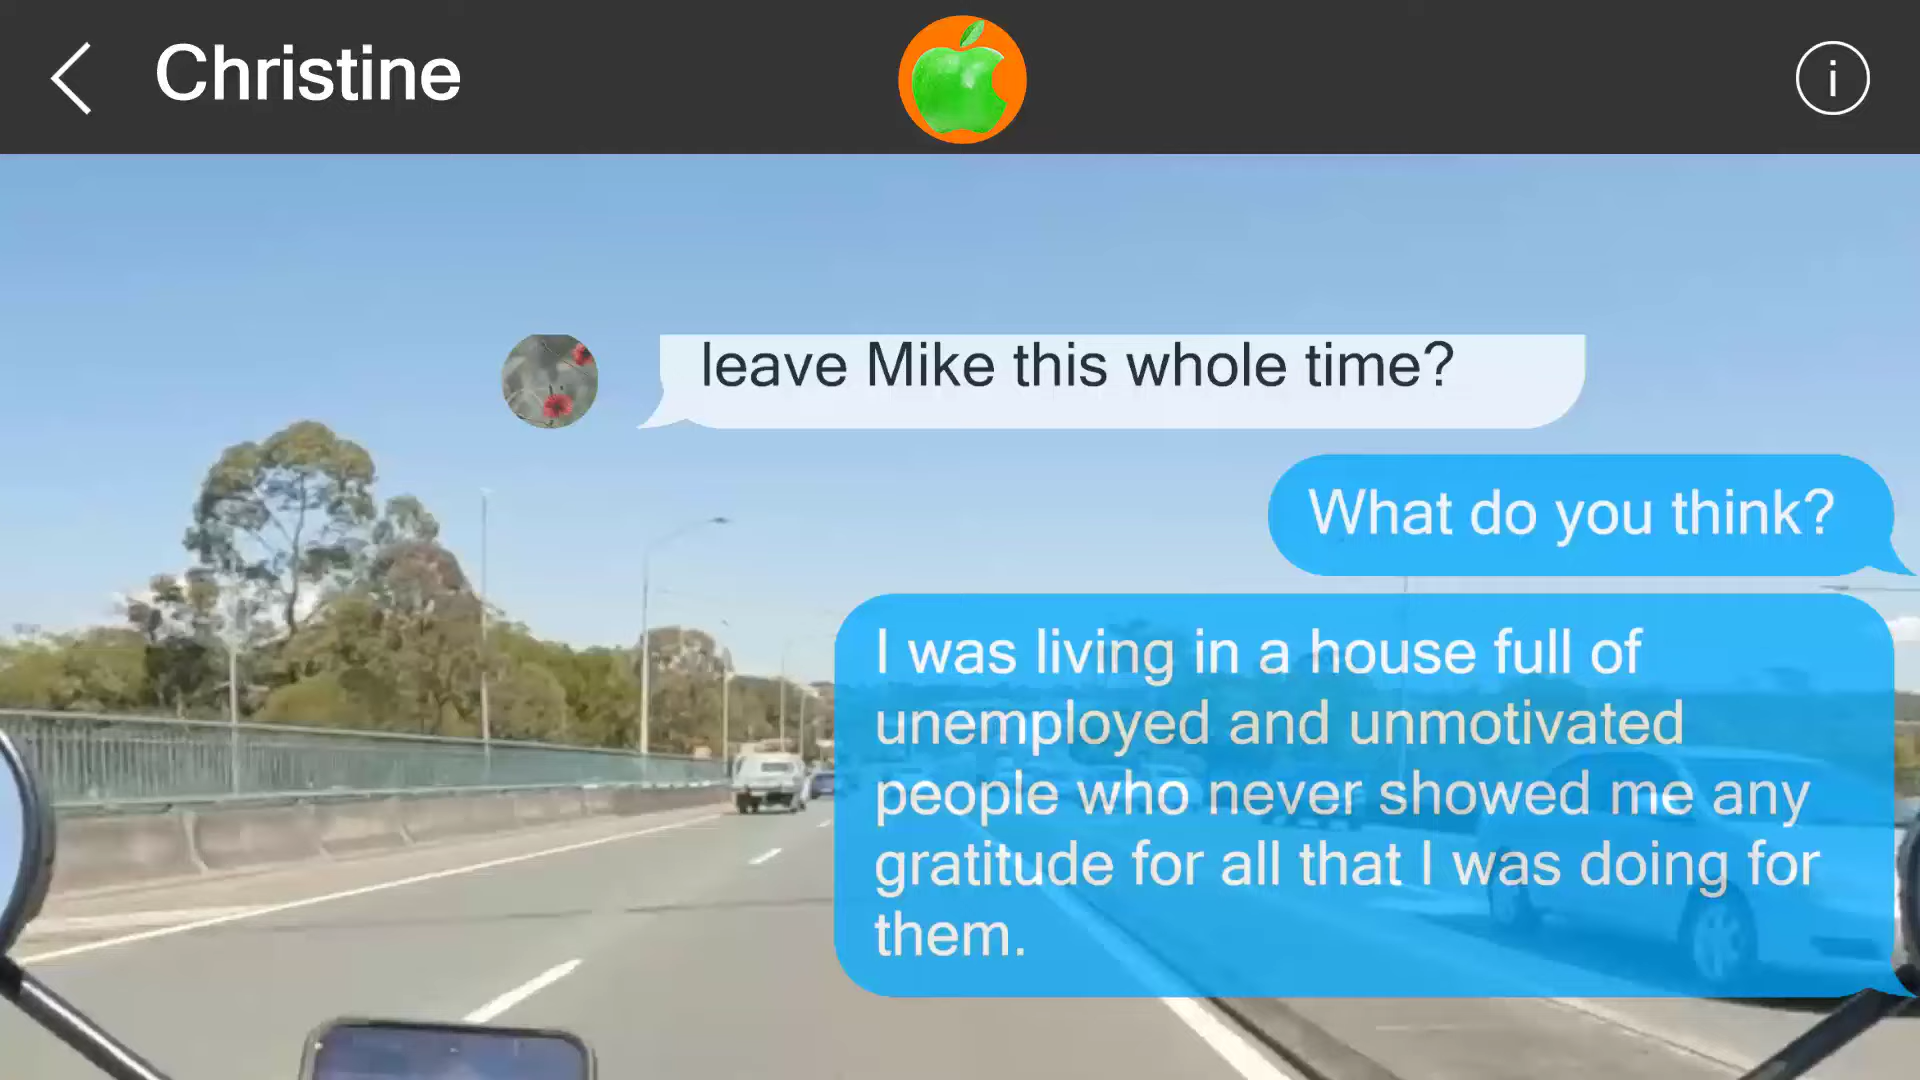 Christine
i
leave Mike this whole time?
What do you think?
I was living in a house full of
unemployed and unmotivated
people who never showed me any
gratitude for all that I was doing for
them.